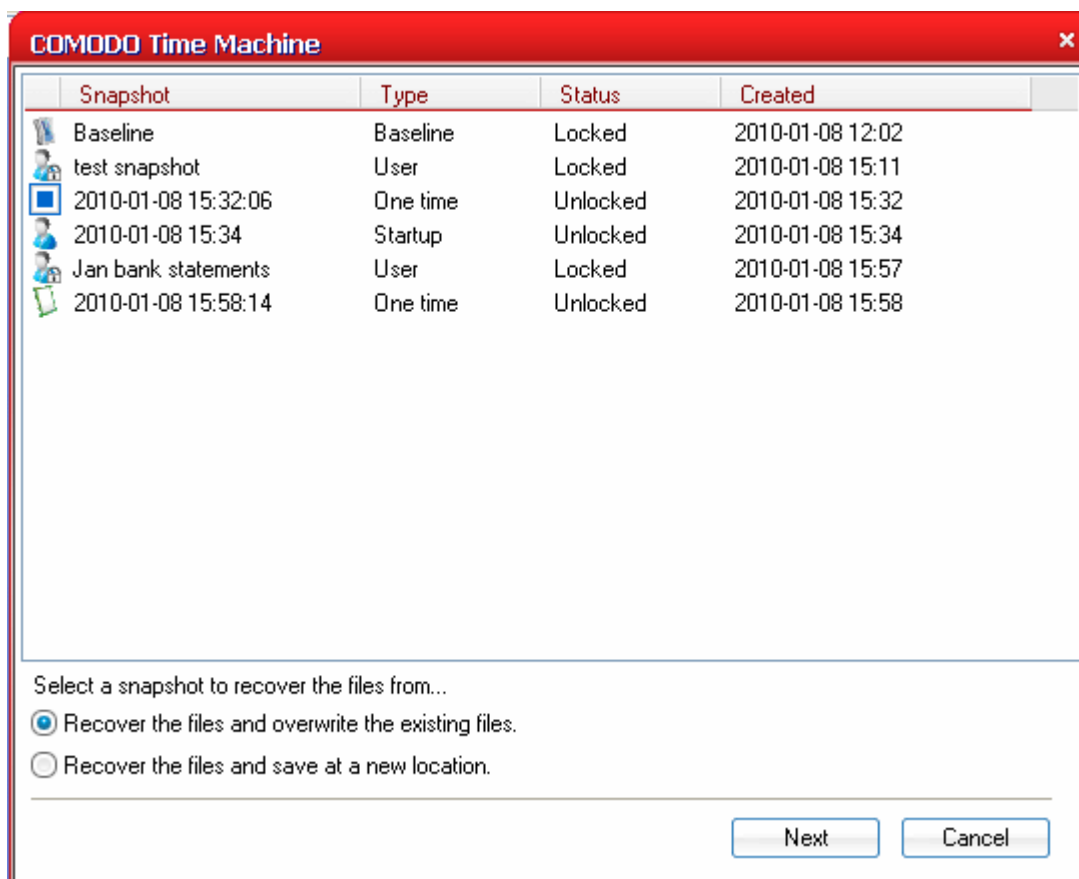 COMODO Time Machine
Snapshot Type Status Created
Baseline Baseline Locked 2010-01-08 12:02
test snapshot User Locked 2010-01-08 15:11
2010-01-08 15:32:06 One time Unlocked 2010-01-08 15:32
2010-01-08 15:34 Startup Unlocked 2010-01-08 15:34
Jan bank statements User Locked 2010-01-08 15:57
2010-01-08 15:58:14 One time Unlocked 2010-01-08 15:58
Select a snapshot to recover the files from...
Recover the files and overwrite the existing files.
Recover the files and save at a new location.
Next Cancel